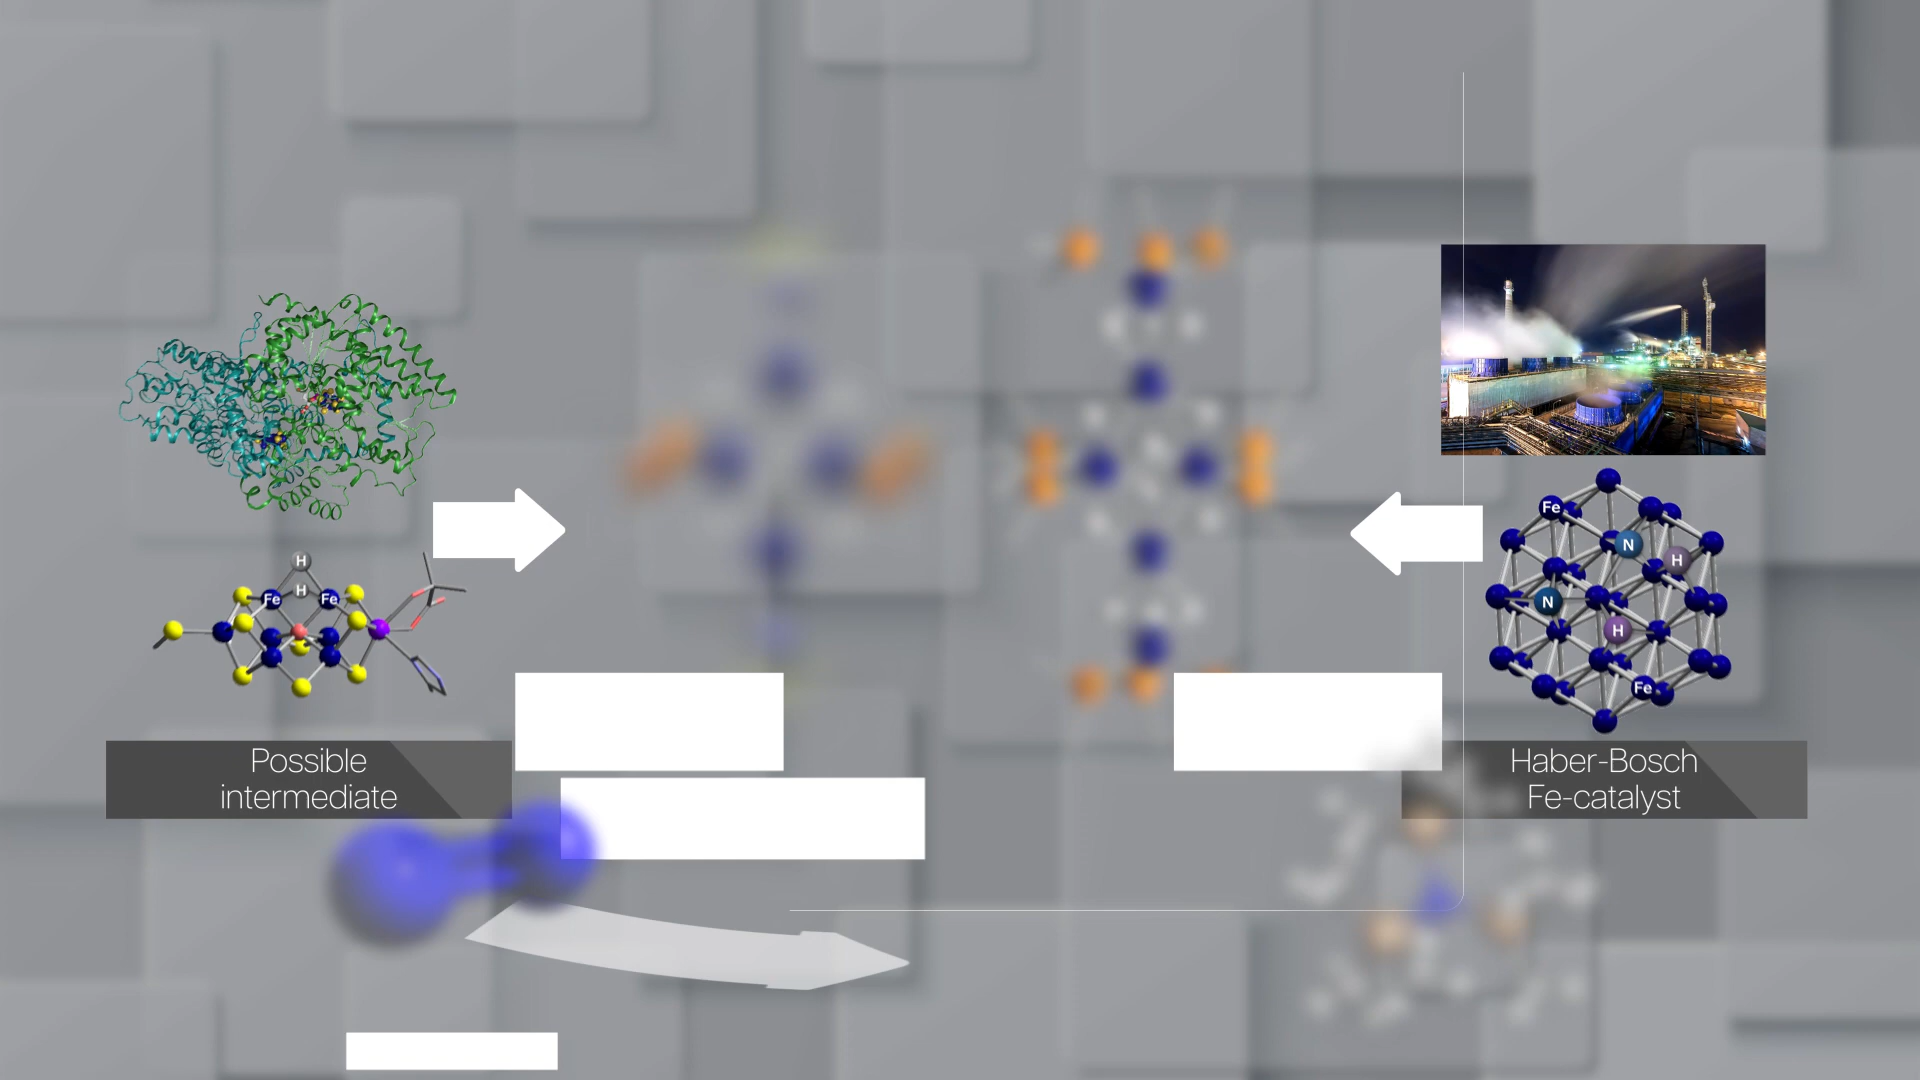 H
H
Fe
Fe
Possible
intermediate
Fe
N
H
N
H
Fe
Haber-Bosch
Fe-catalyst